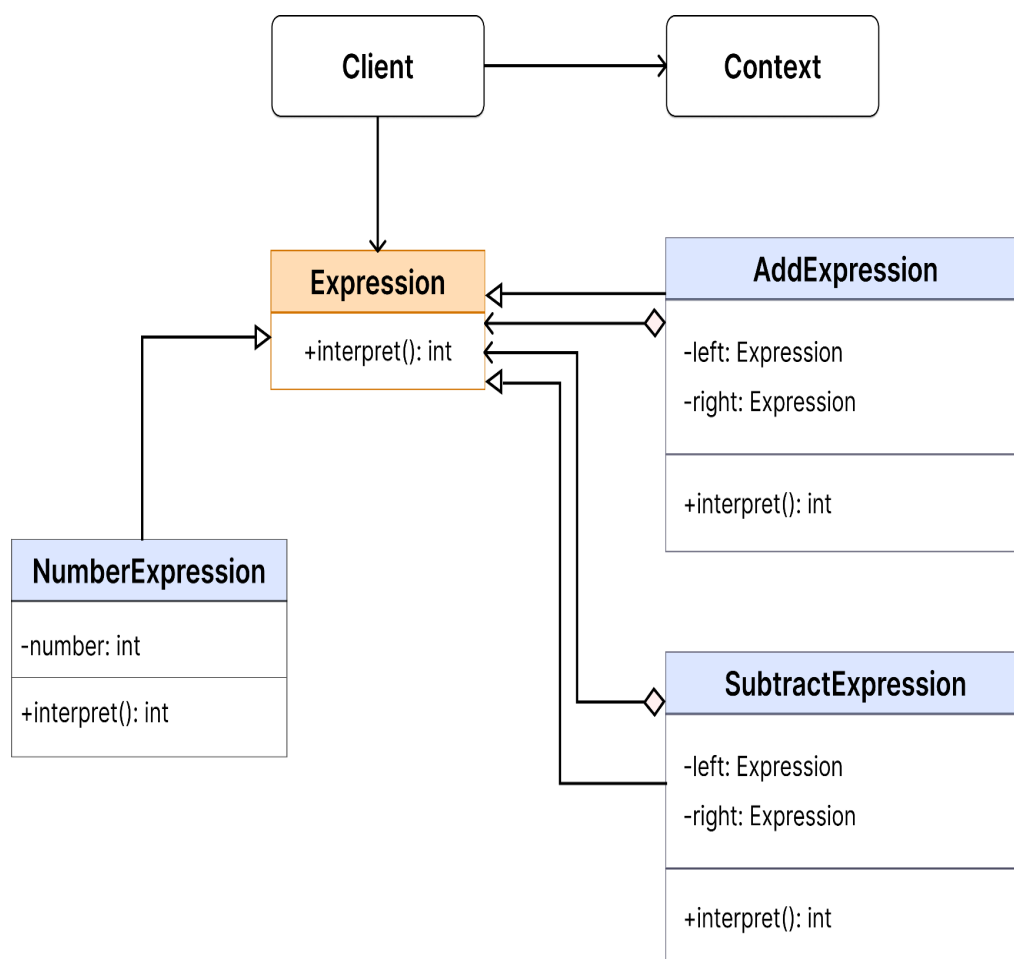 Client
Context
Expression
+interpret(): int
AddExpression
-left: Expression
-right: Expression
+interpret(): int
NumberExpression
-number: int
+interpret(): int
SubtractExpression
-left: Expression
-right: Expression
+interpret(): int